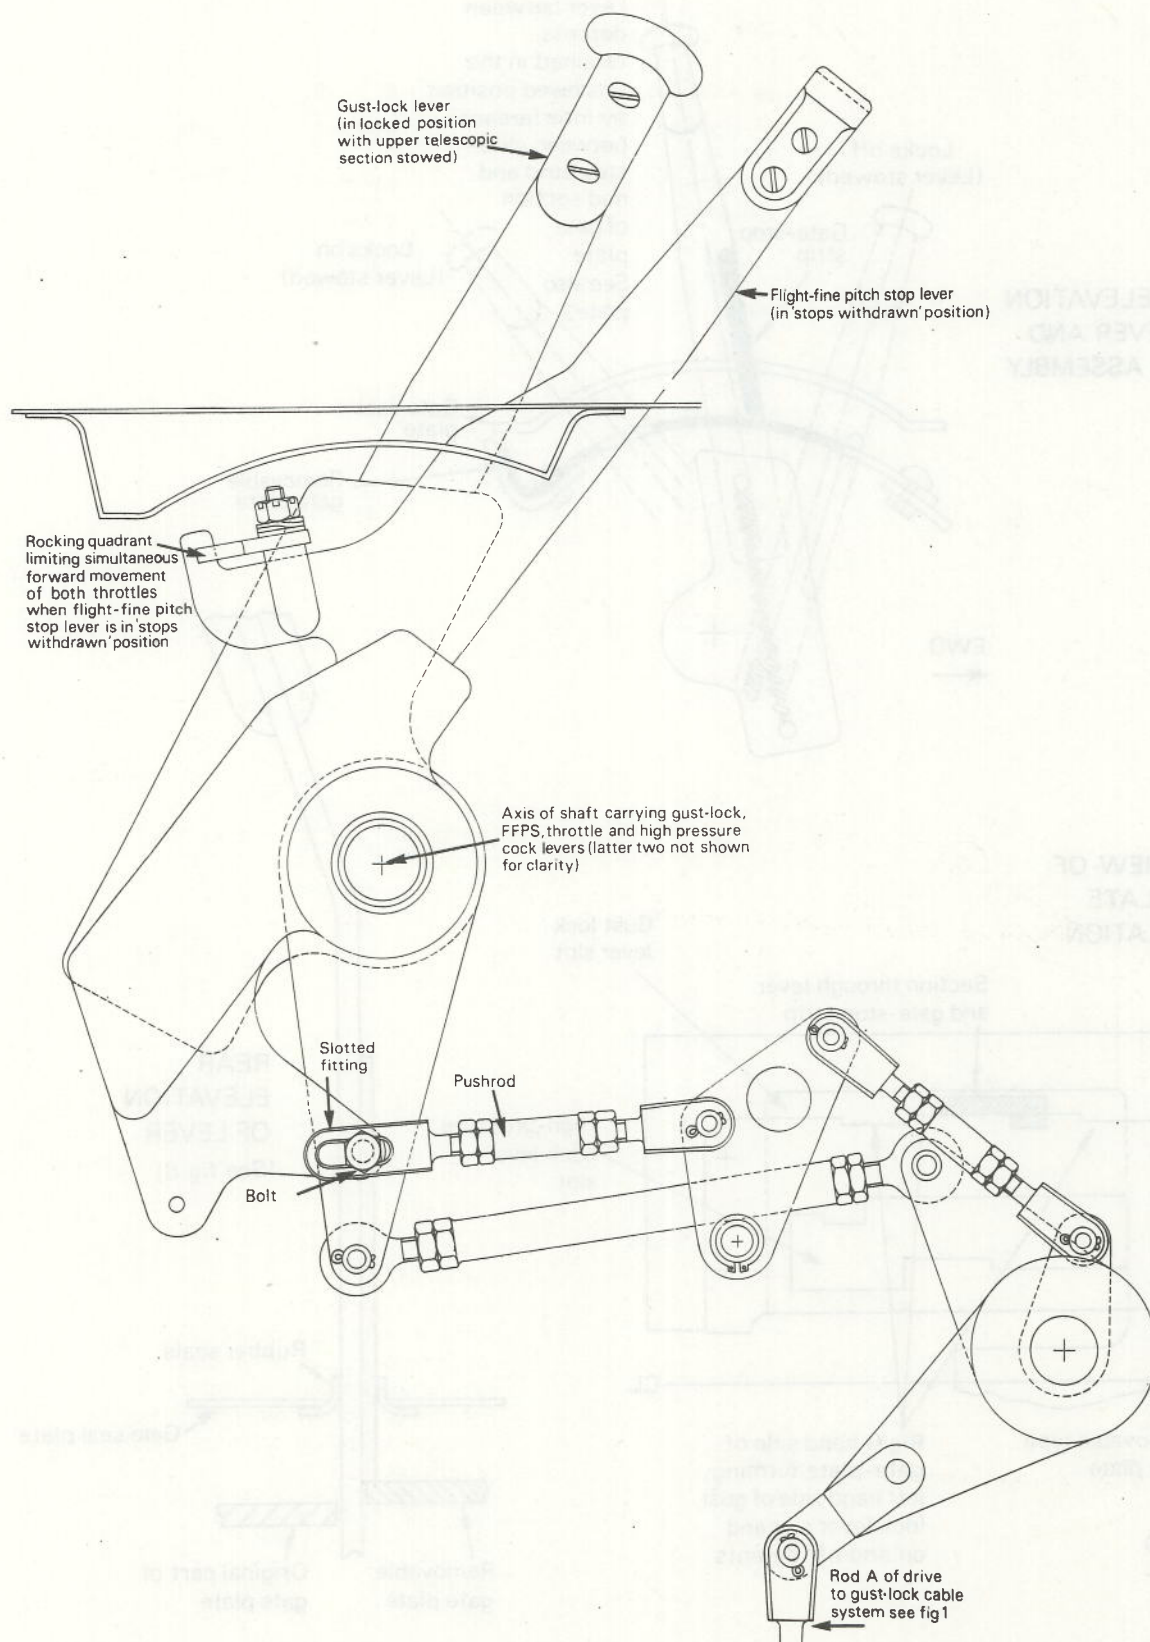 Gust-lock lever
(in locked position
with upper telescopic
section stowed)
Flight-fine pitch stop lever
(in 'stops withdrawn' position)
Rocking quadrant
limiting simultaneous
forward movement
of both throttles
when flight-fine pitch
stop lever is in 'stops
withdrawn' position
Axis of shaft carrying gust-lock,
FFPS, throttle and high pressure
cock levers (latter two not shown
for clarity)
Slotted
fitting
Pushrod
Bolt
Rod A of drive
to gust-lock cable
system see fig 1